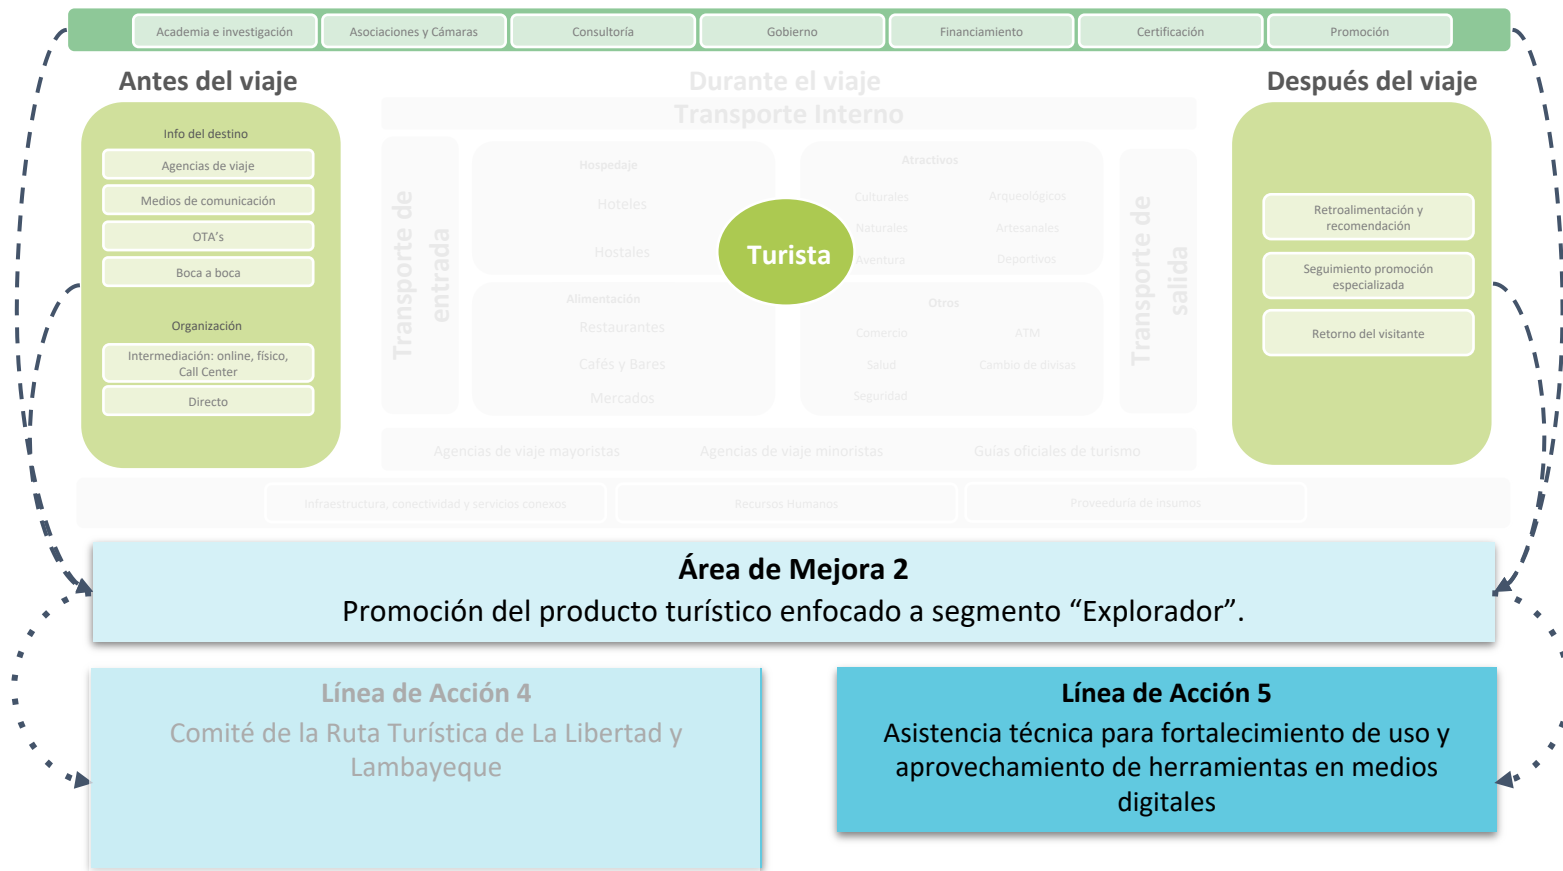 Academia e investigación
Asociaciones y Cámaras
Consultoría
Gobierno
Financiamiento
Certificación
Promoción
Antes del viaje
Durante el viaje
Después del viaje
Transporte Interno
Info del destino
Agencias de viaje
Medios de comunicación
OTA’s
Boca a boca
Organización
Intermediación: online, físico,
Call Center
Directo
Transporte de
entrada
Hospedaje
Hoteles
Hostales
Alimentación
Restaurantes
Cafés y Bares
Mercados
Turista
Atractivos
Culturales
Arqueológicos
Naturales
Artesanales
Aventura
Deportivos
Otros
Comercio
ATM
Salud
Cambio de divisas
Seguridad
Transporte de
salida
Retroalimentación y
recomendación
Seguimiento promoción
especializada
Retorno del visitante
Agencias de viaje mayoristas
Agencias de viaje minoristas
Guías oficiales de turismo
Infraestructura, conectividad y servicios conexos
Recursos Humanos
Proveeduría de insumos
Área de Mejora 2
Promoción del producto turístico enfocado a segmento “Explorador”.
Línea de Acción 4
Comité de la Ruta Turística de La Libertad y
Lambayeque
Línea de Acción 5
Asistencia técnica para fortalecimiento de uso y
aprovechamiento de herramientas en medios
digitales